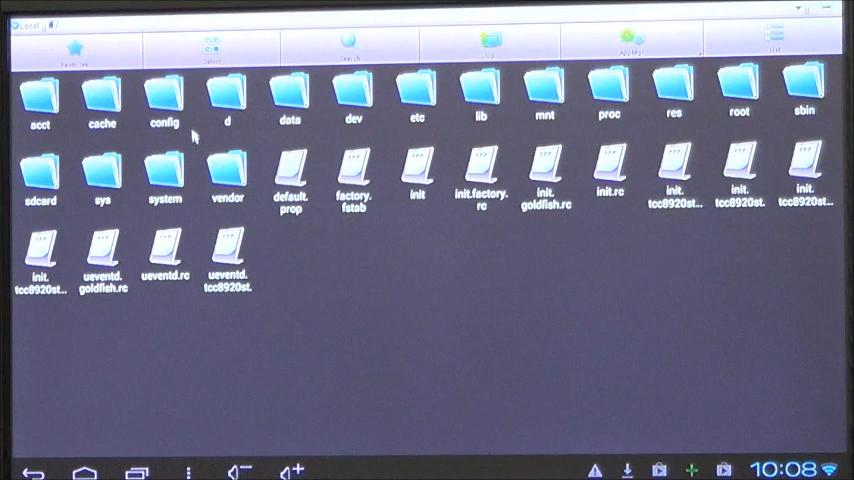 Local /
Favorites Select Search Up AppMgr List
acct cache config d data dev etc lib mnt proc res root sbin
sdcard sys system vendor default.prop factory.fstab init init.factory.rc init.goldfish.rc init.rc init.tcc8920st... init.tcc8920st. init.tcc8920st...
init.tcc8920st... ueventd.goldfish.rc ueventd.rc ueventd.tcc8920st.
10:08